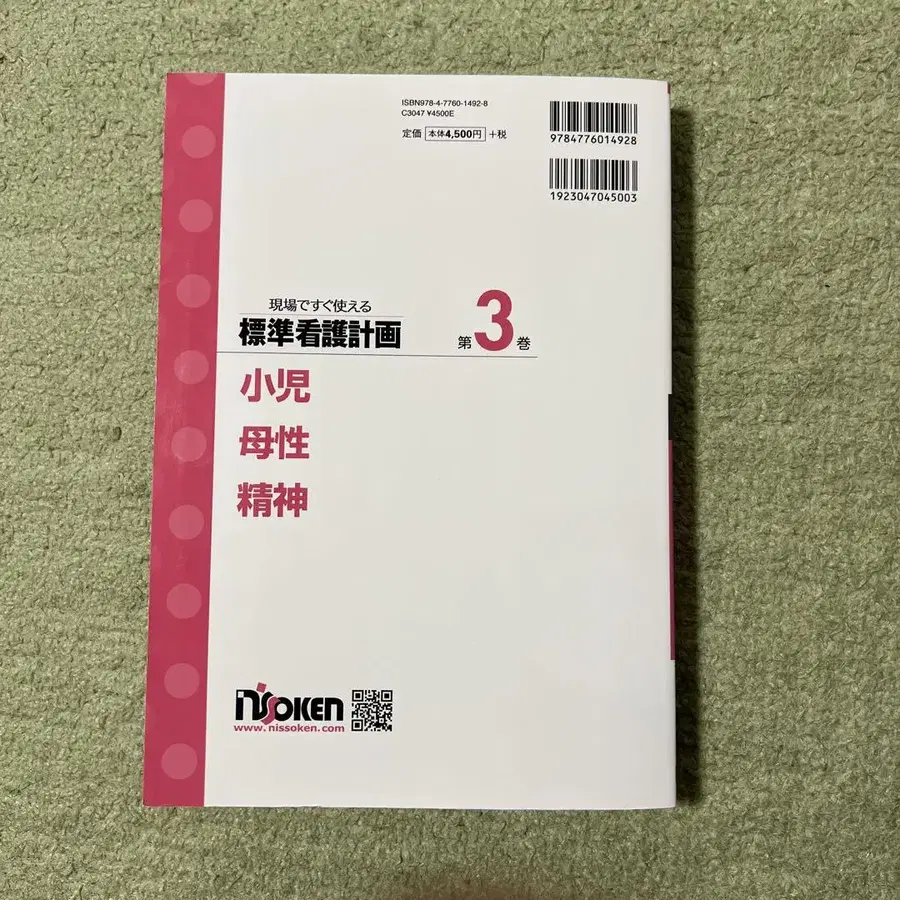 ISBN978-4-7760-1492-8
C3047 ¥4500E
定価 本体4,500円 +税
9784776014928
1923047045003
現場ですぐ使える
標準看護計画
第3巻
小児
母性
精神
nissoken
www.nissoken.com